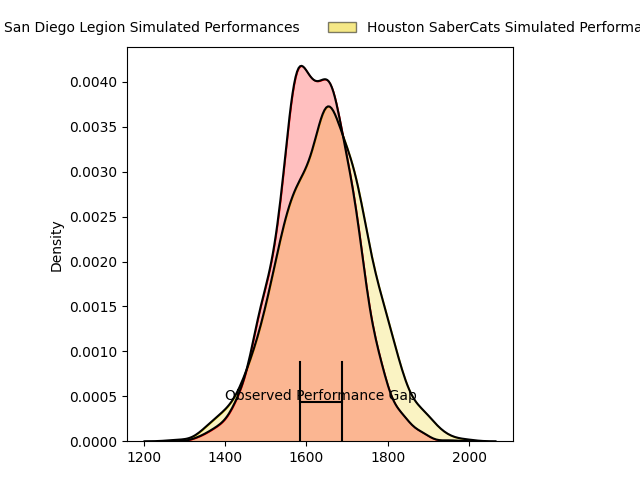 San Diego Legion Simulated Performances Houston SaberCats Simulated Performa
0.0040
0.0035
0.0030
0.0025
0.0020
0.0015
0.0010
0.0005
0.0000
Density
Observed Performance Gap
1200 1400 1600 1800 2000